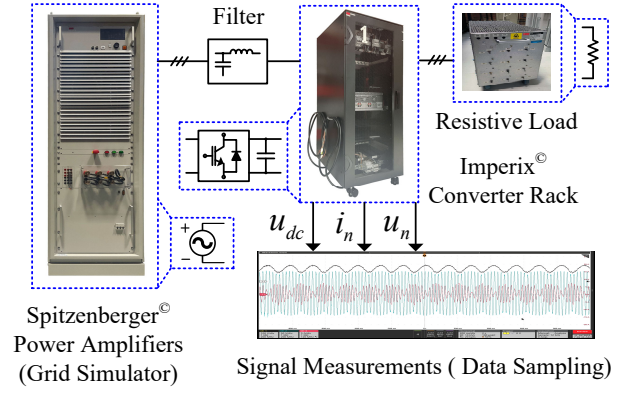 Filter
1
Resistive Load
Imperix©
Converter Rack
u_dc
i_n
u_n
+
−
Spitzenberger©
Power Amplifiers
(Grid Simulator)
Signal Measurements ( Data Sampling)